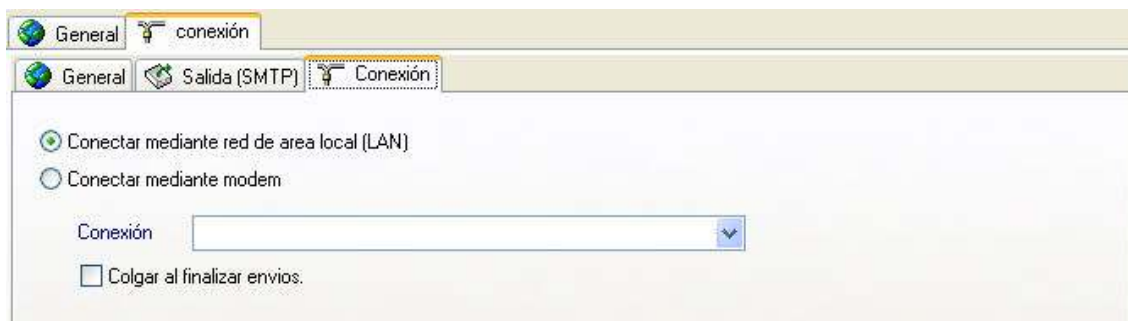 General conexión
General Salida (SMTP) Conexión
Conectar mediante red de area local (LAN)
Conectar mediante modem
Conexión
Colgar al finalizar envios.